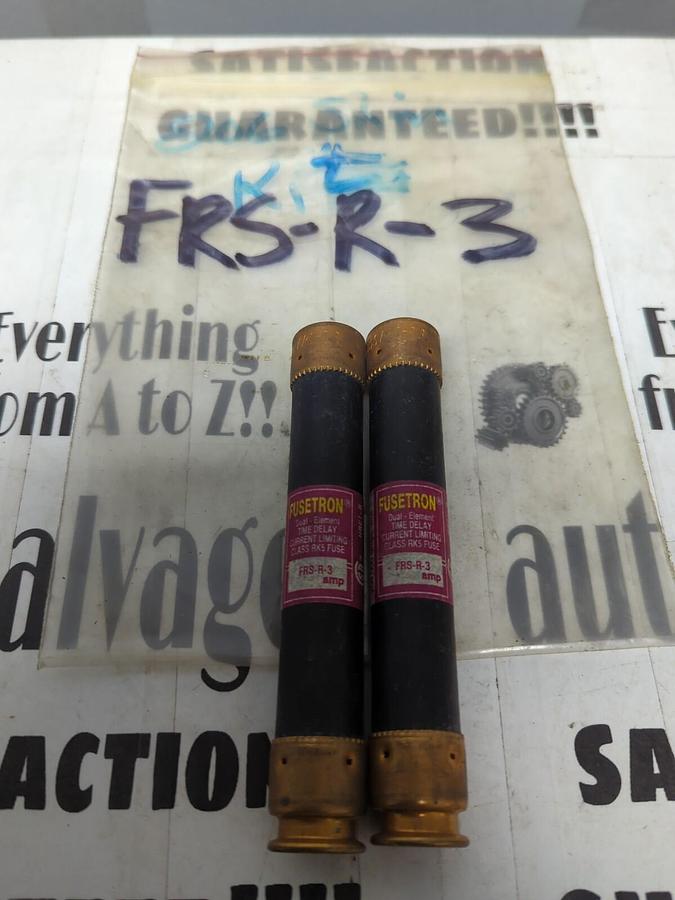 SATISFACTION
GUARANTEED!!!!
Kit
FRS-R-3
Everything
from A to Z!!
Salvage
aut
FUSETRON®
Dual-Element
TIME DELAY
CURRENT LIMITING
CLASS RK5 FUSE
FRS-R-3
amp
FUSETRON®
Dual-Element
TIME DELAY
CURRENT LIMITING
CLASS RK5 FUSE
FRS-R-3
amp
ACTION
SA